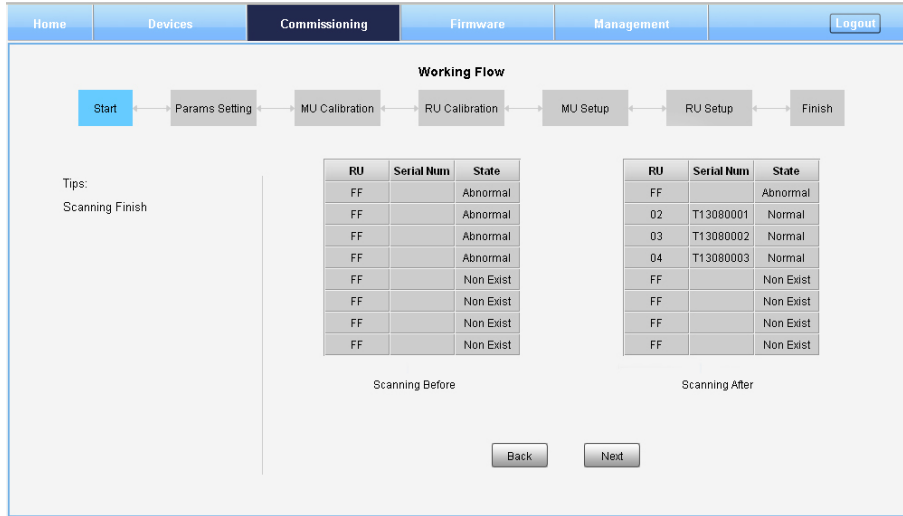 Home Devices Commissioning Firmware Management Logout
Working Flow
Start Params Setting MU Calibration RU Calibration MU Setup RU Setup Finish
Tips:
Scanning Finish
RU Serial Num State
FF Abnormal
FF Abnormal
FF Abnormal
FF Abnormal
FF Non Exist
FF Non Exist
FF Non Exist
FF Non Exist
Scanning Before
RU Serial Num State
FF Abnormal
02 T13080001 Normal
03 T13080002 Normal
04 T13080003 Normal
FF Non Exist
FF Non Exist
FF Non Exist
FF Non Exist
Scanning After
Back Next